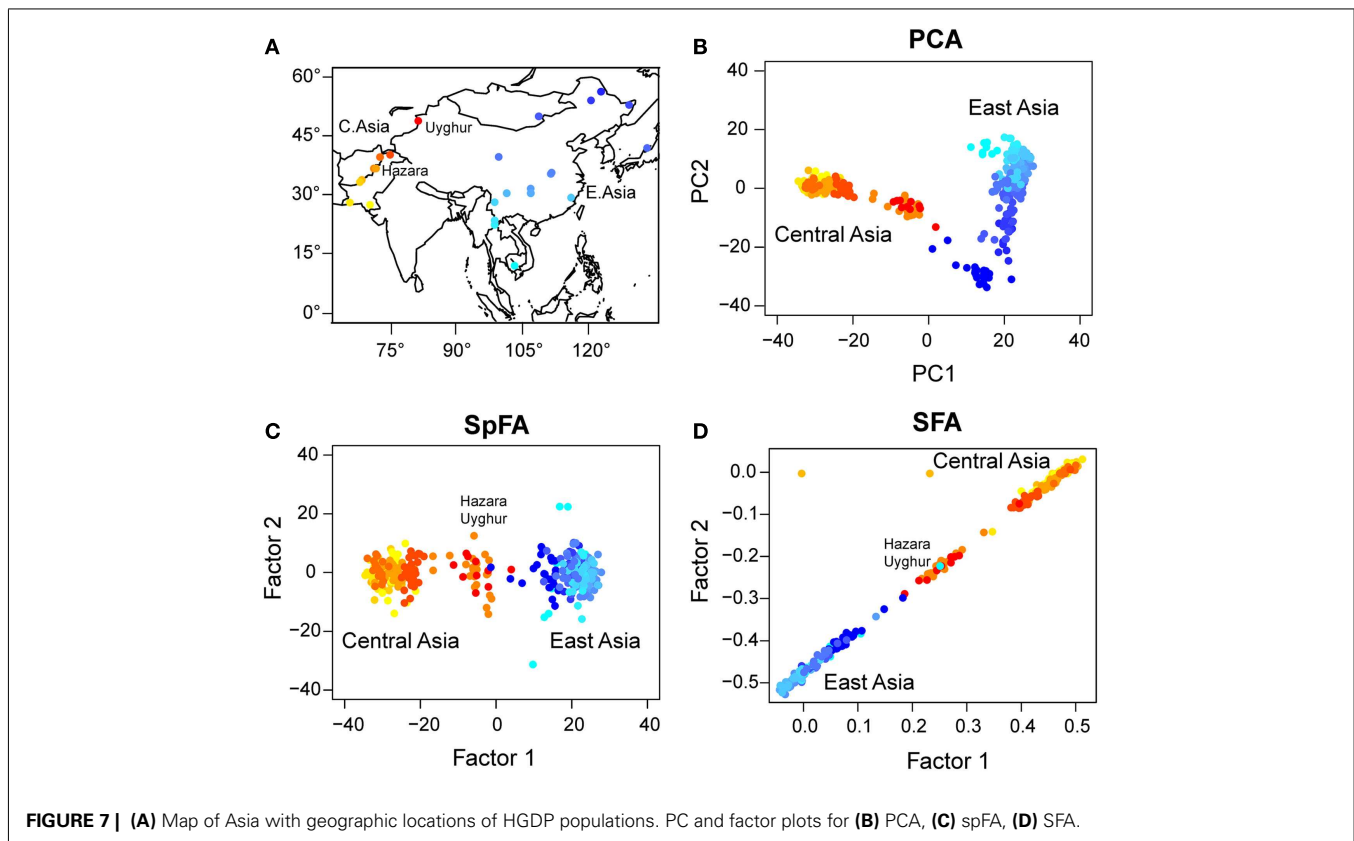 A
60°
45°
30°
15°
0°
C.Asia
Uyghur
Hazara
E.Asia
75°
90°
105°
120°
B
PCA
40
20
0
−20
−40
PC2
East Asia
Central Asia
−40
−20
0
20
40
PC1
C
SpFA
40
20
0
−20
−40
Factor 2
Hazara
Uyghur
Central Asia
East Asia
−40
−20
0
20
40
Factor 1
D
SFA
0.0
−0.1
−0.2
−0.3
−0.4
−0.5
Factor 2
Central Asia
Hazara
Uyghur
East Asia
0.0
0.1
0.2
0.3
0.4
0.5
Factor 1
FIGURE 7 | (A) Map of Asia with geographic locations of HGDP populations. PC and factor plots for (B) PCA, (C) spFA, (D) SFA.